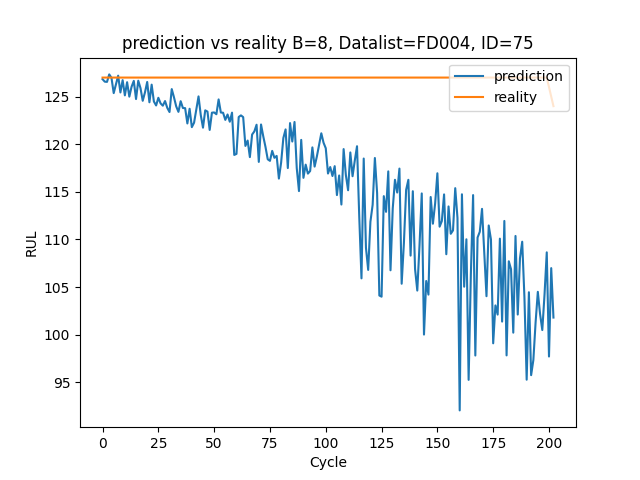 prediction vs reality B=8, Datalist=FD004, ID=75
prediction
reality
RUL
125
120
115
110
105
100
95
0 25 50 75 100 125 150 175 200
Cycle